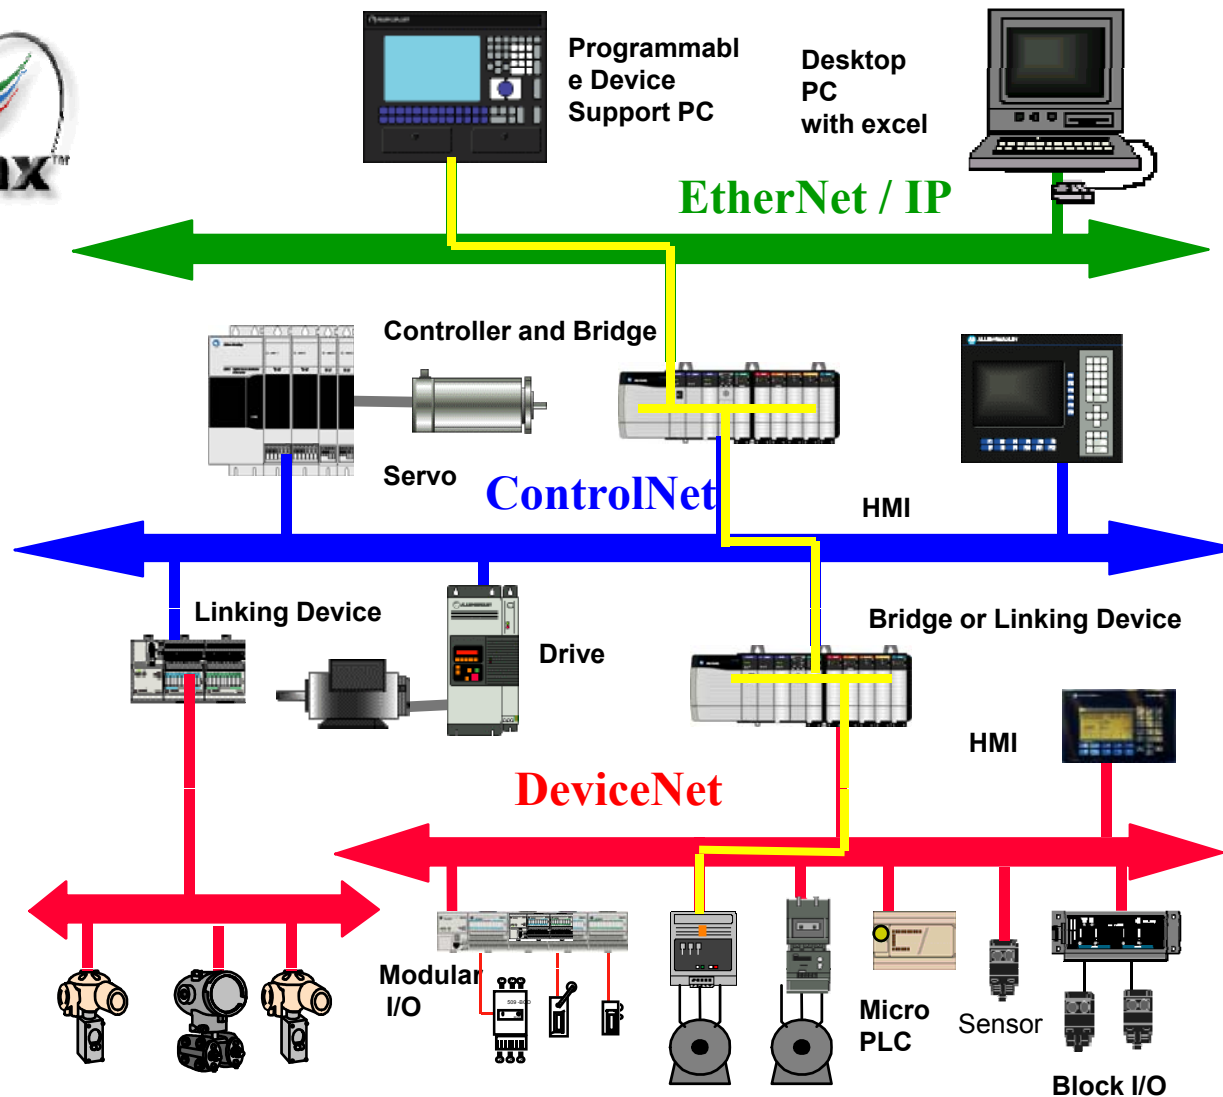 Programmabl
e Device
Support PC
Desktop
PC
with excel
nx™
EtherNet / IP
Controller and Bridge
Servo
ControlNet
HMI
Linking Device
Drive
Bridge or Linking Device
HMI
DeviceNet
Modular
I/O
Micro
PLC
Sensor
Block I/O